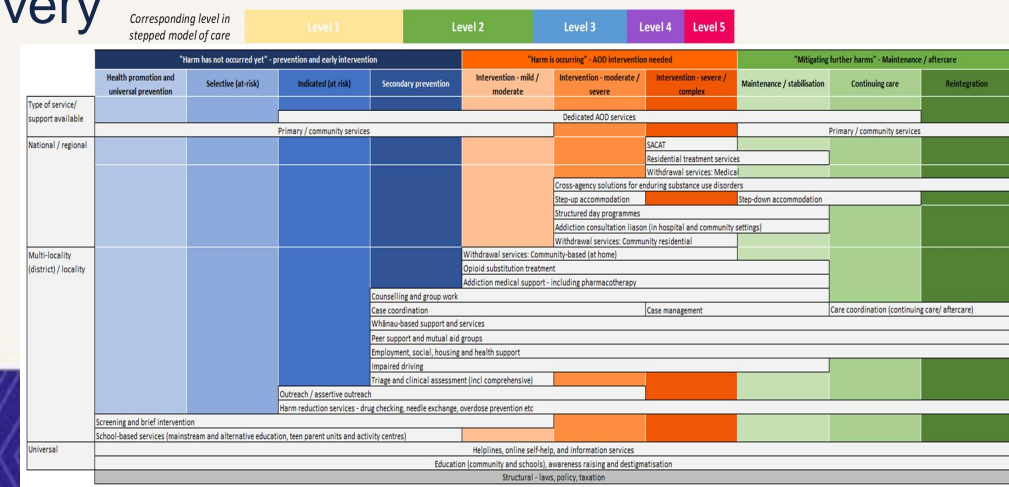 very
Corresponding level in
stepped model of care
Level 1
Level 2
Level 3
Level 4
Level 5
"Harm has not occurred yet" - prevention and early intervention
"Harm is occurring" - AOD intervention needed
"Mitigating further harms" - Maintenance / aftercare
Health promotion and
universal prevention
Selective (at-risk)
Indicated (at risk)
Secondary prevention
Intervention - mild /
moderate
Intervention - moderate /
severe
Intervention - severe /
complex
Maintenance / stabilisation
Continuing care
Reintegration
Type of service/
support available
Dedicated AOD services
Primary / community services
Primary / community services
National / regional
SACAT
Residential treatment services
Withdrawal services: Medical
Cross-agency solutions for enduring substance use disorders
Step-up accommodation
Step-down accommodation
Structured day programmes
Addiction consultation liason (in hospital and community settings)
Withdrawal services: Community residential
Multi-locality
(district) / locality
Withdrawal services: Community-based (at home)
Opioid substitution treatment
Addiction medical support - including pharmacotherapy
Counselling and group work
Case coordination
Case management
Care coordination (continuing care/ aftercare)
Whānau-based support and services
Peer support and mutual aid groups
Employment, social, housing and health support
Impaired driving
Triage and clinical assessment (incl comprehensive)
Outreach / assertive outreach
Harm reduction services - drug checking, needle exchange, overdose prevention etc
Screening and brief intervention
School-based services (mainstream and alternative education, teen parent units and activity centres)
Universal
Helplines, online self-help, and information services
Education (community and schools), awareness raising and destigmatisation
Structural - laws, policy, taxation